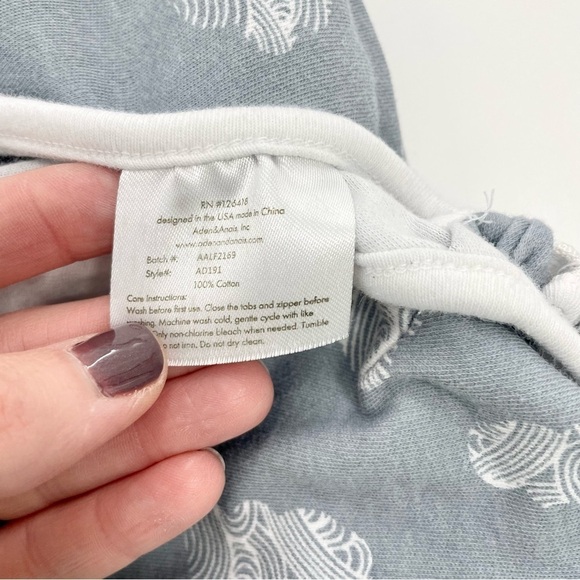 RN #126418
designed in the USA made in China
Aden&Anais, Inc
www.adenandanais.com
Batch #: AALF2169
Style#: AD191
100% Cotton
Care Instructions:
Wash before first use. Close the tabs and zipper before
washing. Machine wash cold, gentle cycle with like
Only non-chlorine bleach when needed. Tumble
no time. Do not dry clean.